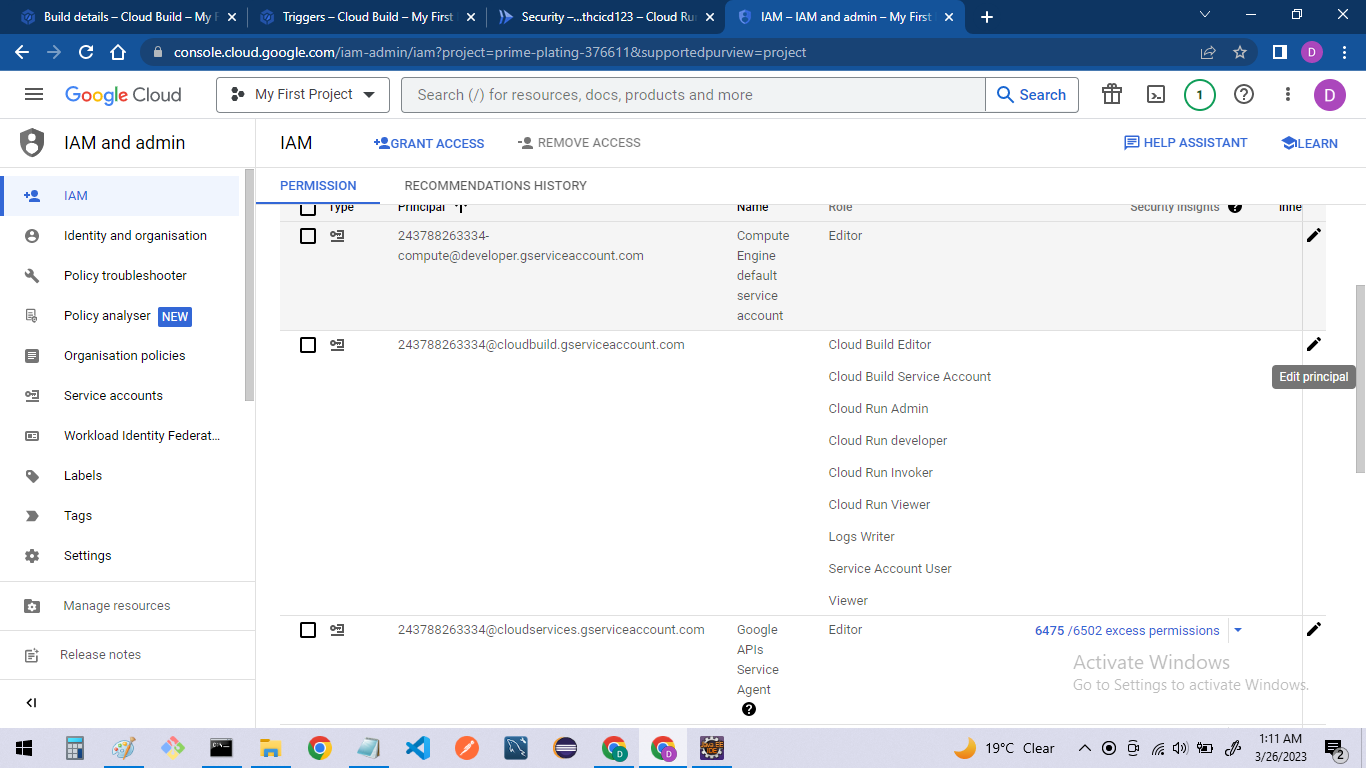 Build details – Cloud Build – My F
Triggers – Cloud Build – My First
Security –...thcicd123 – Cloud Ru
IAM – IAM and admin – My First
console.cloud.google.com/iam-admin/iam?project=prime-plating-376611&supportedpurview=project
D
Google Cloud
My First Project
Search (/) for resources, docs, products and more
Search
1
D
IAM and admin
IAM
GRANT ACCESS
REMOVE ACCESS
HELP ASSISTANT
LEARN
PERMISSION
RECOMMENDATIONS HISTORY
IAM
Identity and organisation
Policy troubleshooter
Policy analyser NEW
Organisation policies
Service accounts
Workload Identity Federat...
Labels
Tags
Settings
Manage resources
Release notes
Type
Principal
Name
Role
Security insights
Inhe
243788263334-
compute@developer.gserviceaccount.com
Compute
Engine
default
service
account
Editor
243788263334@cloudbuild.gserviceaccount.com
Cloud Build Editor
Cloud Build Service Account
Cloud Run Admin
Cloud Run developer
Cloud Run Invoker
Cloud Run Viewer
Logs Writer
Service Account User
Viewer
Edit principal
243788263334@cloudservices.gserviceaccount.com
Google
APIs
Service
Agent
Editor
6475 /6502 excess permissions
Activate Windows
Go to Settings to activate Windows.
19°C Clear
1:11 AM
3/26/2023
2